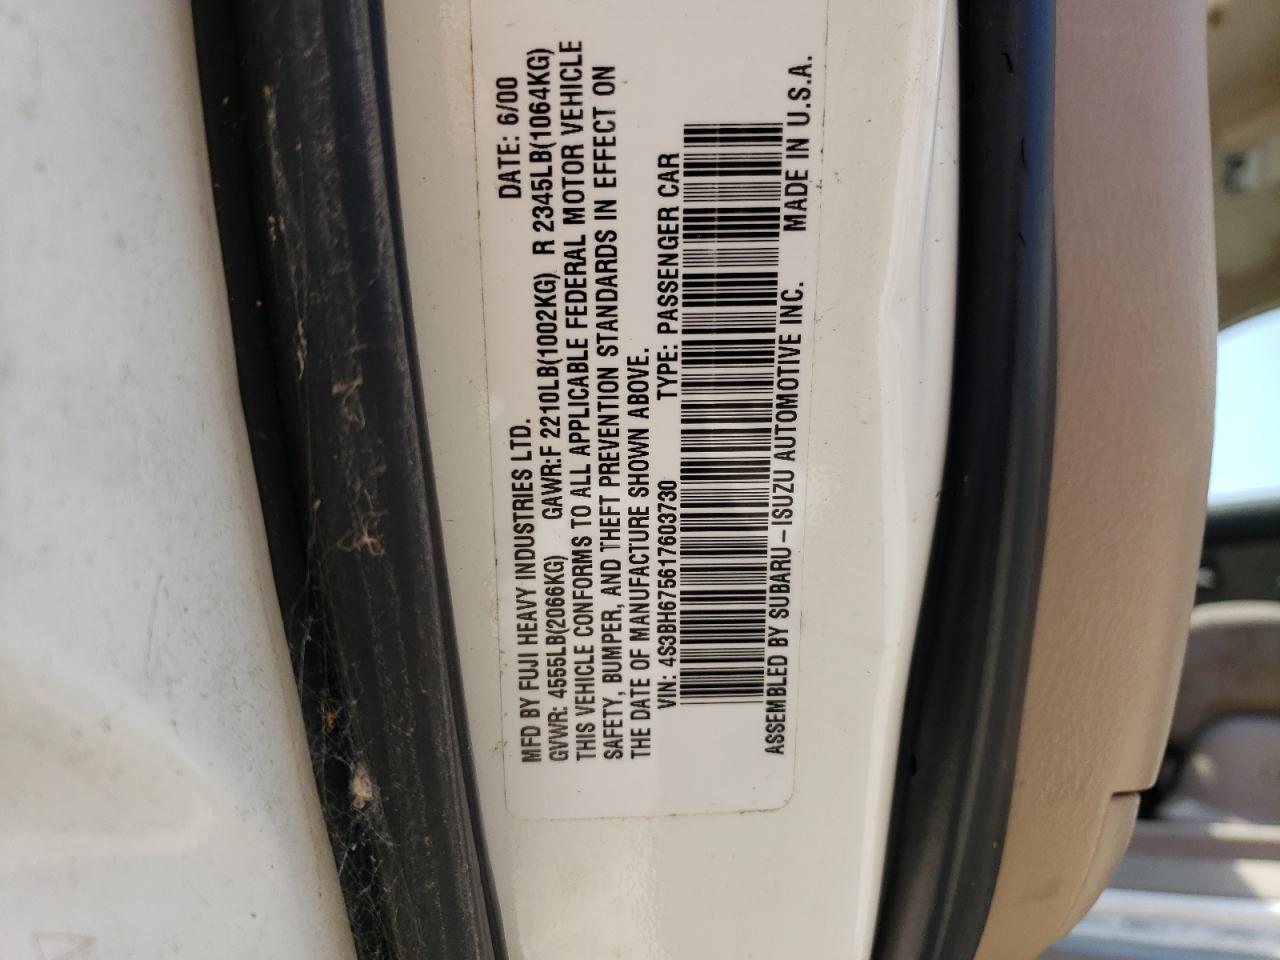 MFD BY FUJI HEAVY INDUSTRIES LTD. DATE: 6/00
GVWR: 4555LB(2066KG) GAWR:F 2210LB(1002KG) R 2345LB(1064KG)
THIS VEHICLE CONFORMS TO ALL APPLICABLE FEDERAL MOTOR VEHICLE
SAFETY, BUMPER, AND THEFT PREVENTION STANDARDS IN EFFECT ON
THE DATE OF MANUFACTURE SHOWN ABOVE.
VIN: 4S3BH675617603730 TYPE: PASSENGER CAR
ASSEMBLED BY SUBARU-ISUZU AUTOMOTIVE INC. MADE IN U.S.A.